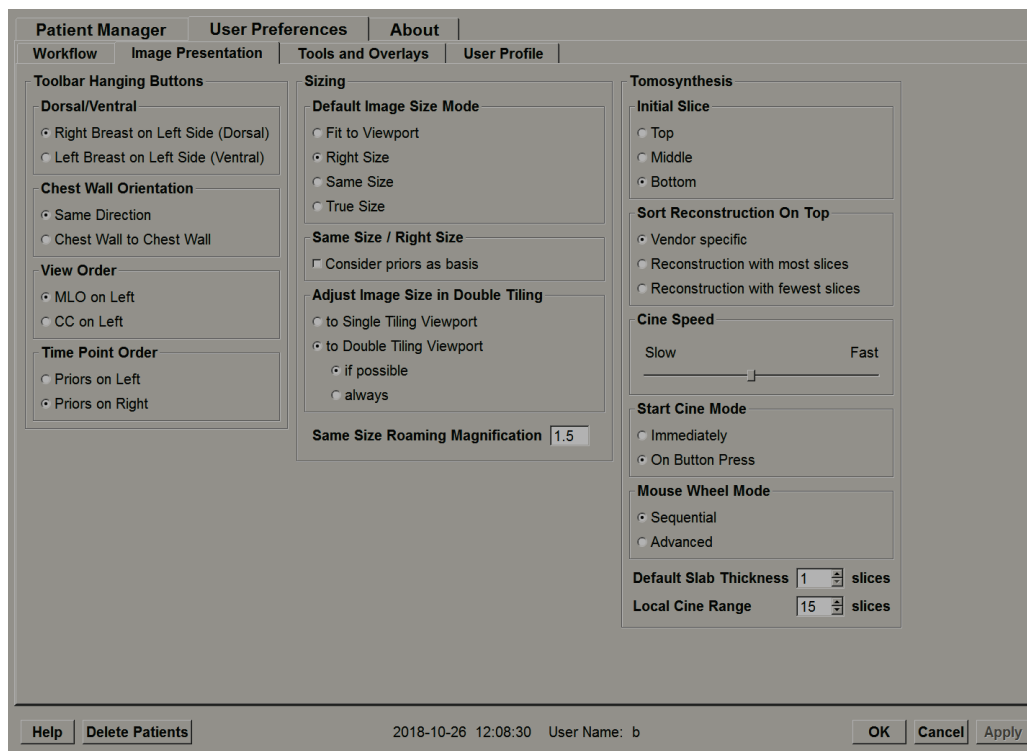 Patient Manager User Preferences About
Workflow Image Presentation Tools and Overlays User Profile
Toolbar Hanging Buttons
Dorsal/Ventral
Right Breast on Left Side (Dorsal)
Left Breast on Left Side (Ventral)
Chest Wall Orientation
Same Direction
Chest Wall to Chest Wall
View Order
MLO on Left
CC on Left
Time Point Order
Priors on Left
Priors on Right
Sizing
Default Image Size Mode
Fit to Viewport
Right Size
Same Size
True Size
Same Size / Right Size
Consider priors as basis
Adjust Image Size in Double Tiling
to Single Tiling Viewport
to Double Tiling Viewport
if possible
always
Same Size Roaming Magnification 1.5
Tomosynthesis
Initial Slice
Top
Middle
Bottom
Sort Reconstruction On Top
Vendor specific
Reconstruction with most slices
Reconstruction with fewest slices
Cine Speed
Slow Fast
Start Cine Mode
Immediately
On Button Press
Mouse Wheel Mode
Sequential
Advanced
Default Slab Thickness 1 slices
Local Cine Range 15 slices
Help Delete Patients 2018-10-26 12:08:30 User Name: b OK Cancel Apply